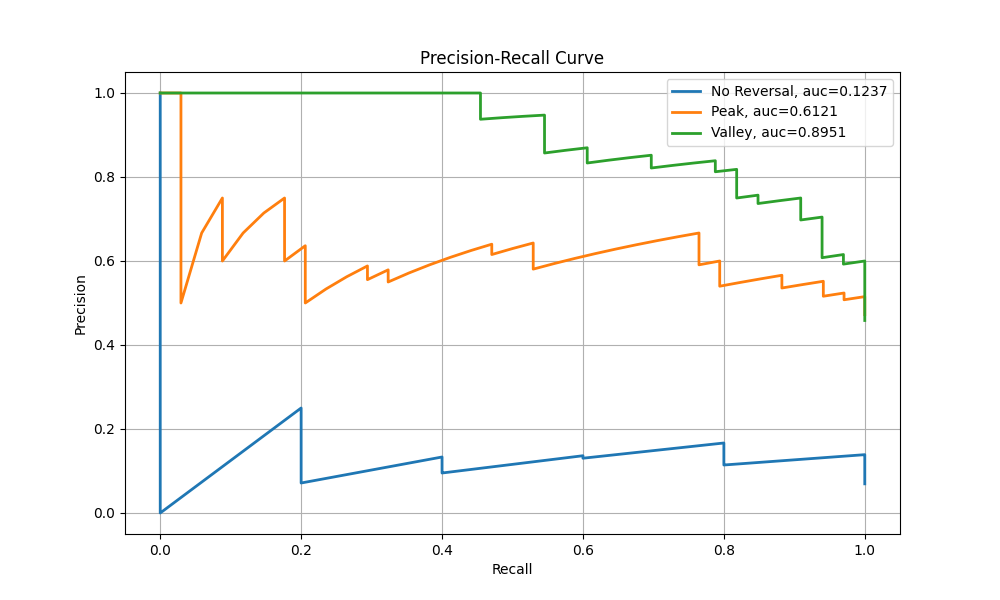 Precision-Recall Curve
No Reversal, auc=0.1237
Peak, auc=0.6121
Valley, auc=0.8951
Precision
1.0
0.8
0.6
0.4
0.2
0.0
0.0 0.2 0.4 0.6 0.8 1.0
Recall